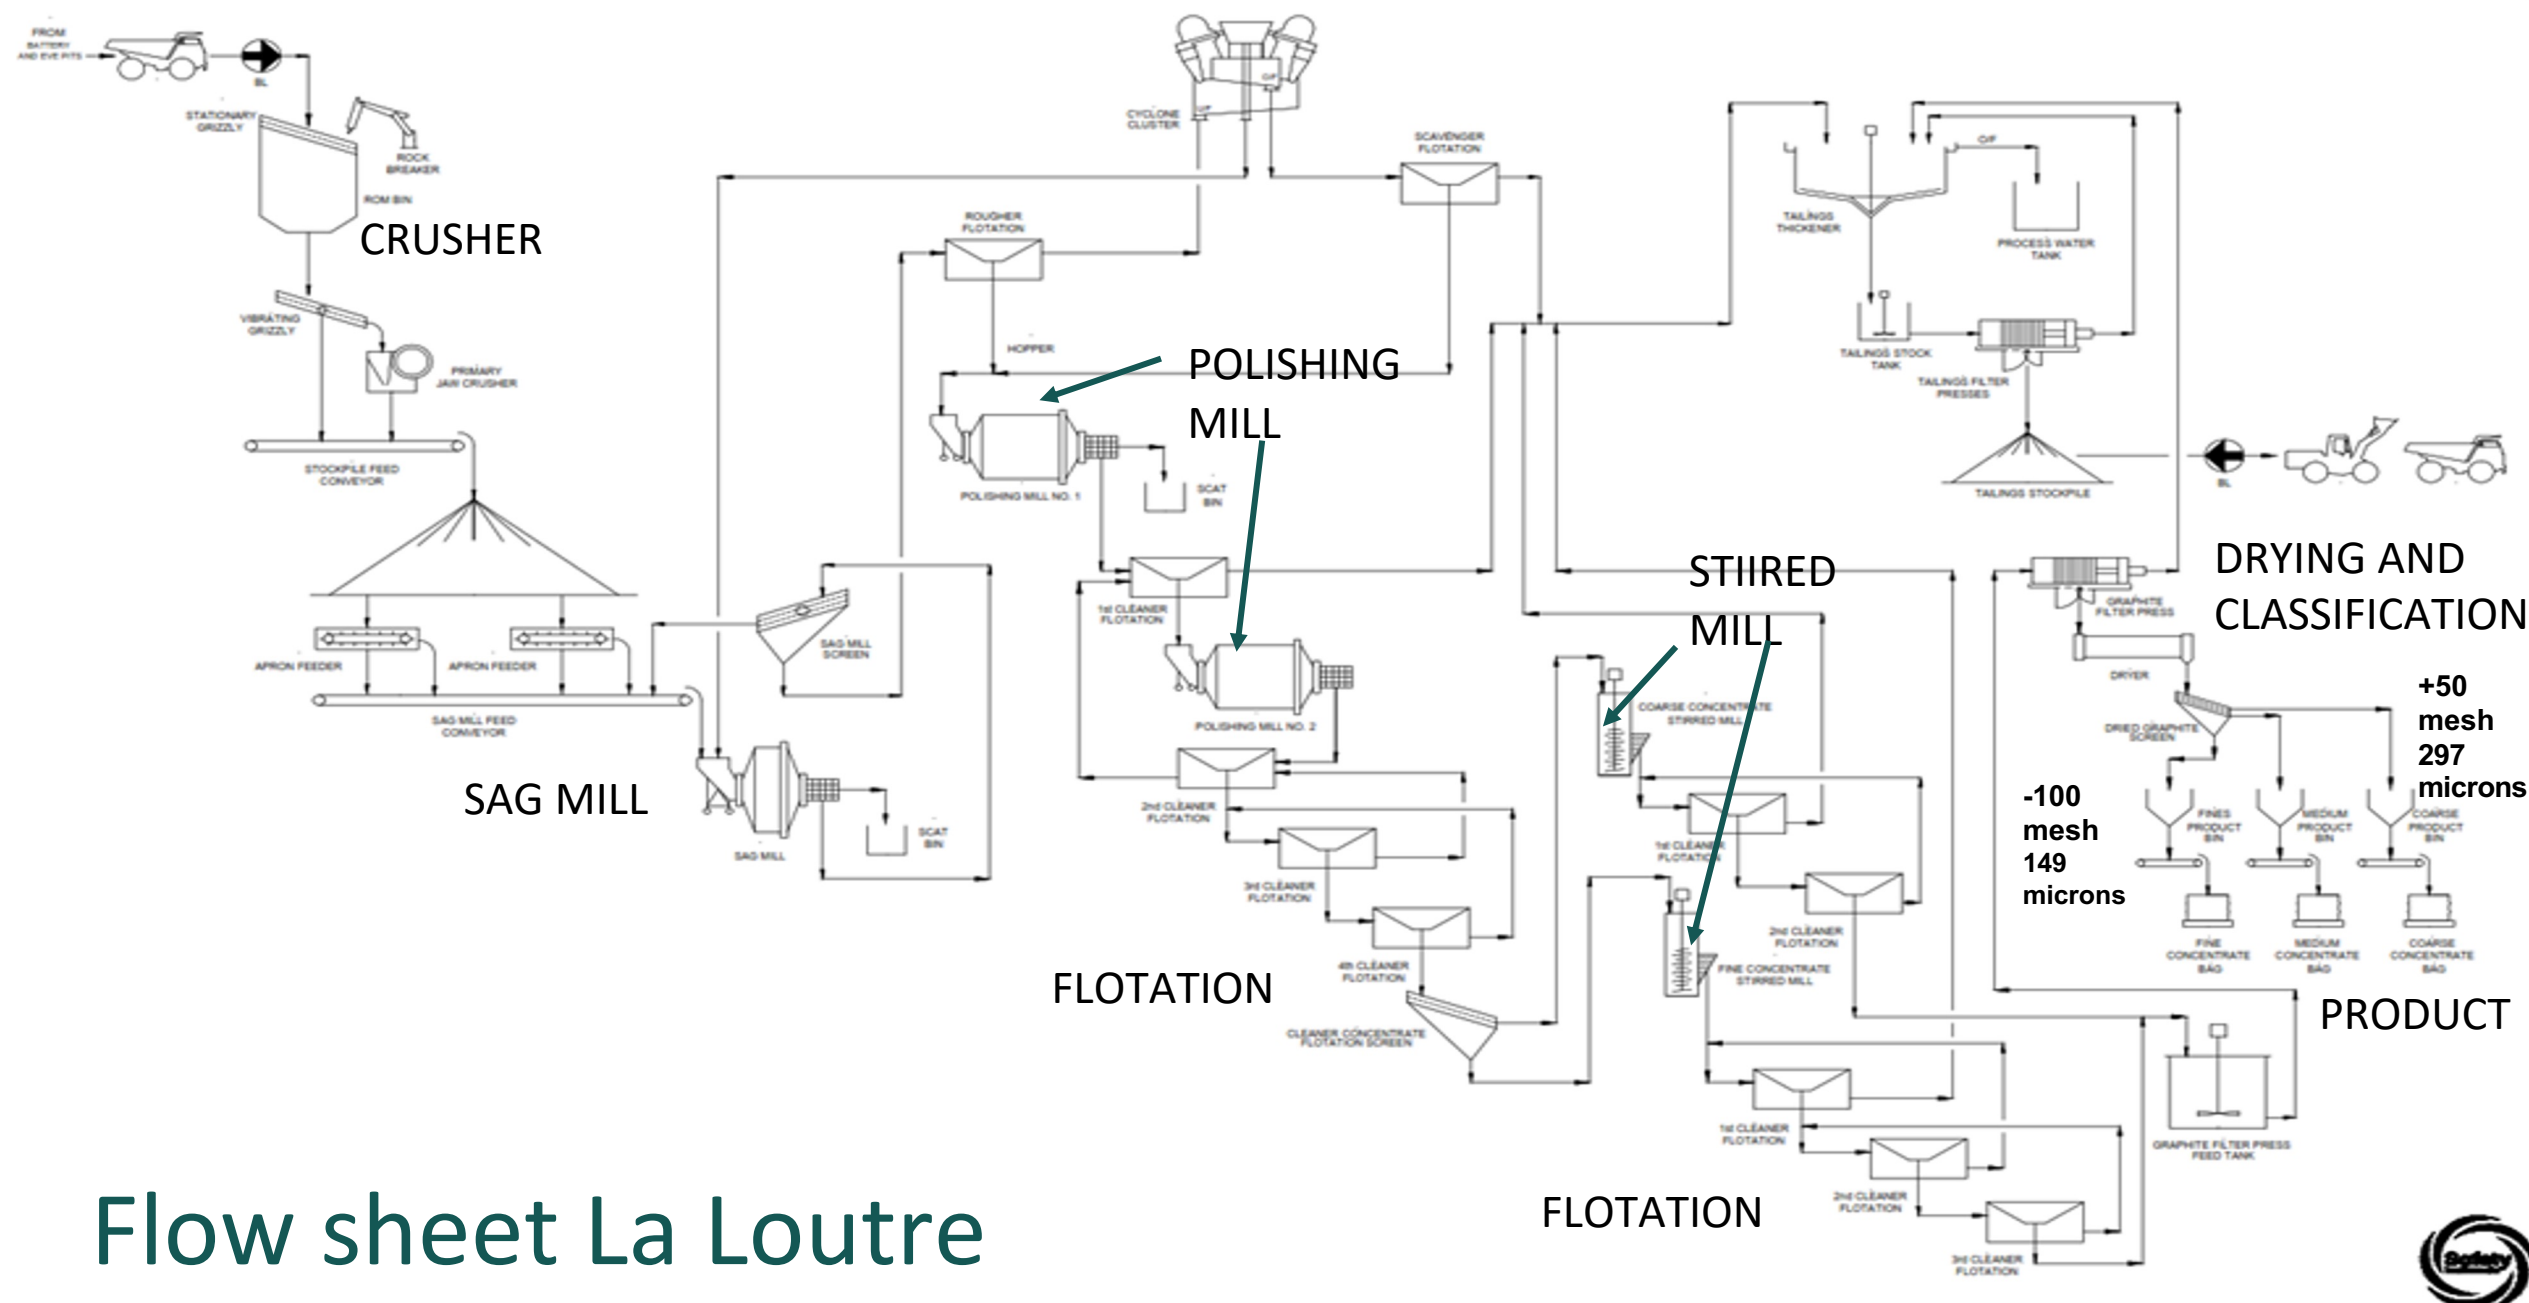 FROM
BATTERY
AND EVE PITS
BL
STATIONARY
GRIZZLY
ROCK
BREAKER
ROM BIN
CRUSHER
VIBRATING
GRIZZLY
PRIMARY
JAW CRUSHER
STOCKPILE FEED
CONVEYOR
APRON FEEDER
APRON FEEDER
SAG MILL FEED
CONVEYOR
SAG MILL
SAG MILL
SCREEN
SAG MILL
SCAT
BIN
CYCLONE
CLUSTER
O/F
U/F
SCAVENGER
FLOTATION
ROUGHER
FLOTATION
HOPPER
POLISHING
MILL
POLISHING MILL NO. 1
SCAT
BIN
1st CLEANER
FLOTATION
POLISHING MILL NO. 2
2nd CLEANER
FLOTATION
3rd CLEANER
FLOTATION
4th CLEANER
FLOTATION
FLOTATION
CLEANER CONCENTRATE
FLOTATION SCREEN
STIIRED
MILL
COARSE CONCENTRATE
STIRRED MILL
1st CLEANER
FLOTATION
2nd CLEANER
FLOTATION
FINE CONCENTRATE
STIRRED MILL
1st CLEANER
FLOTATION
2nd CLEANER
FLOTATION
3rd CLEANER
FLOTATION
FLOTATION
TAILINGS
THICKENER
O/F
PROCESS WATER
TANK
TAILINGS STOCK
TANK
TAILINGS FILTER
PRESSES
TAILINGS STOCKPILE
BL
DRYING AND
CLASSIFICATION
GRAPHITE
FILTER PRESS
DRYER
DRIED GRAPHITE
SCREEN
+50
mesh
297
microns
-100
mesh
149
microns
FINES
PRODUCT
BIN
MEDIUM
PRODUCT
BIN
COARSE
PRODUCT
BIN
FINE
CONCENTRATE
BAG
MEDIUM
CONCENTRATE
BAG
COARSE
CONCENTRATE
BAG
PRODUCT
GRAPHITE FILTER PRESS
FEED TANK
Flow sheet La Loutre
Safety